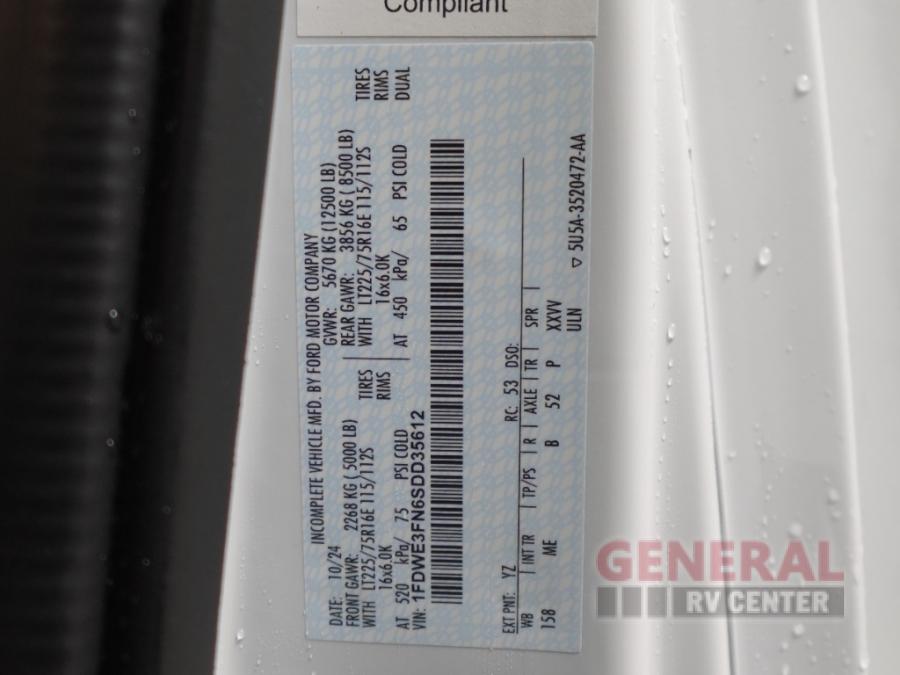 Compliant
INCOMPLETE VEHICLE MFD. BY FORD MOTOR COMPANY
DATE: 10/24 GVWR: 5670 KG (12500 LB)
FRONT GAWR: 2268 KG ( 5000 LB) REAR GAWR: 3856 KG ( 8500 LB)
WITH LT225/75R16E 115/112S TIRES WITH LT225/75R16E 115/112S TIRES
16x6.0K RIMS 16x6.0K RIMS
AT 520 kPa/ 75 PSI COLD AT 450 kPa/ 65 PSI COLD DUAL
VIN: 1FDWE3FN6SDD35612
EXT PNT: YZ RC: 53 DSO:
WB INT TR TP/PS R AXLE TR SPR
158 ME B 52 P XXVV
ULN
▽ 5U5A-3520472-AA
GENERAL
RV CENTER